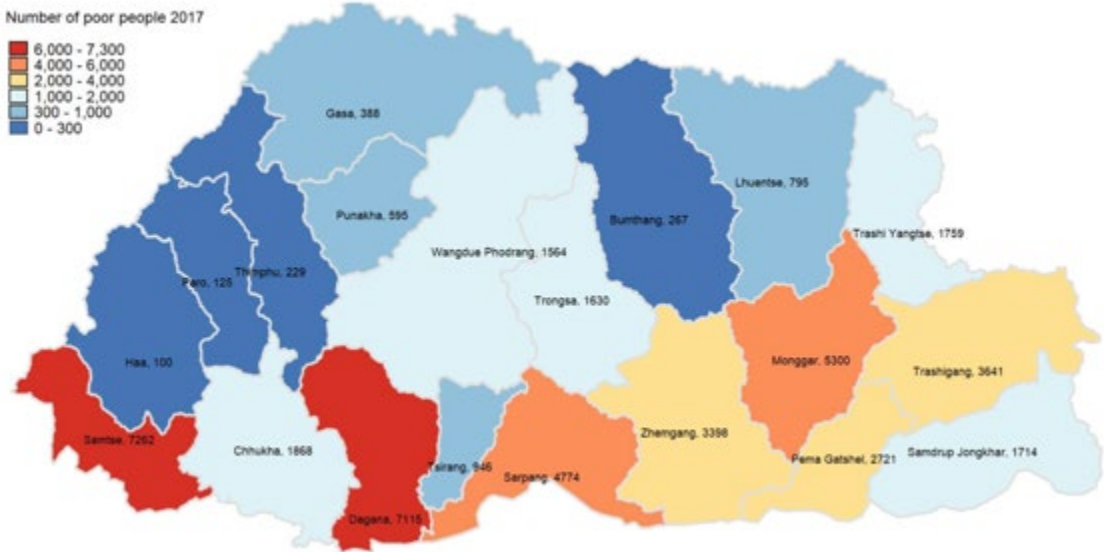 Number of poor people 2017
6,000 - 7,300
4,000 - 6,000
2,000 - 4,000
1,000 - 2,000
300 - 1,000
0 - 300
Gasa, 388
Punakha, 595
Lhuentse, 795
Bumthang, 267
Trashi Yangtse, 1759
Wangdue Phodrang, 1564
Thimphu, 229
Paro, 125
Trongsa, 1630
Haa, 100
Monggar, 5300
Trashigang, 3641
Samtse, 7262
Chhukha, 1868
Zhemgang, 3398
Pema Gatshel, 2721
Samdrup Jongkhar, 1714
Tsirang, 946
Sarpang, 4774
Dagana, 7115